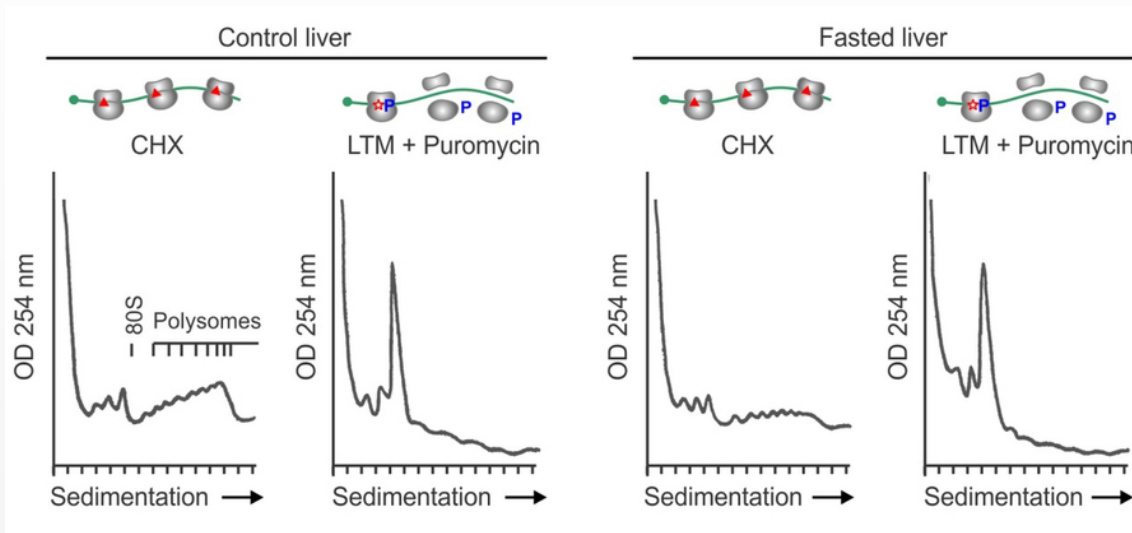 Control liver
Fasted liver
CHX
P
P
P
LTM + Puromycin
CHX
P
P
P
LTM + Puromycin
OD 254 nm
80S
Polysomes
Sedimentation
OD 254 nm
Sedimentation
OD 254 nm
Sedimentation
OD 254 nm
Sedimentation